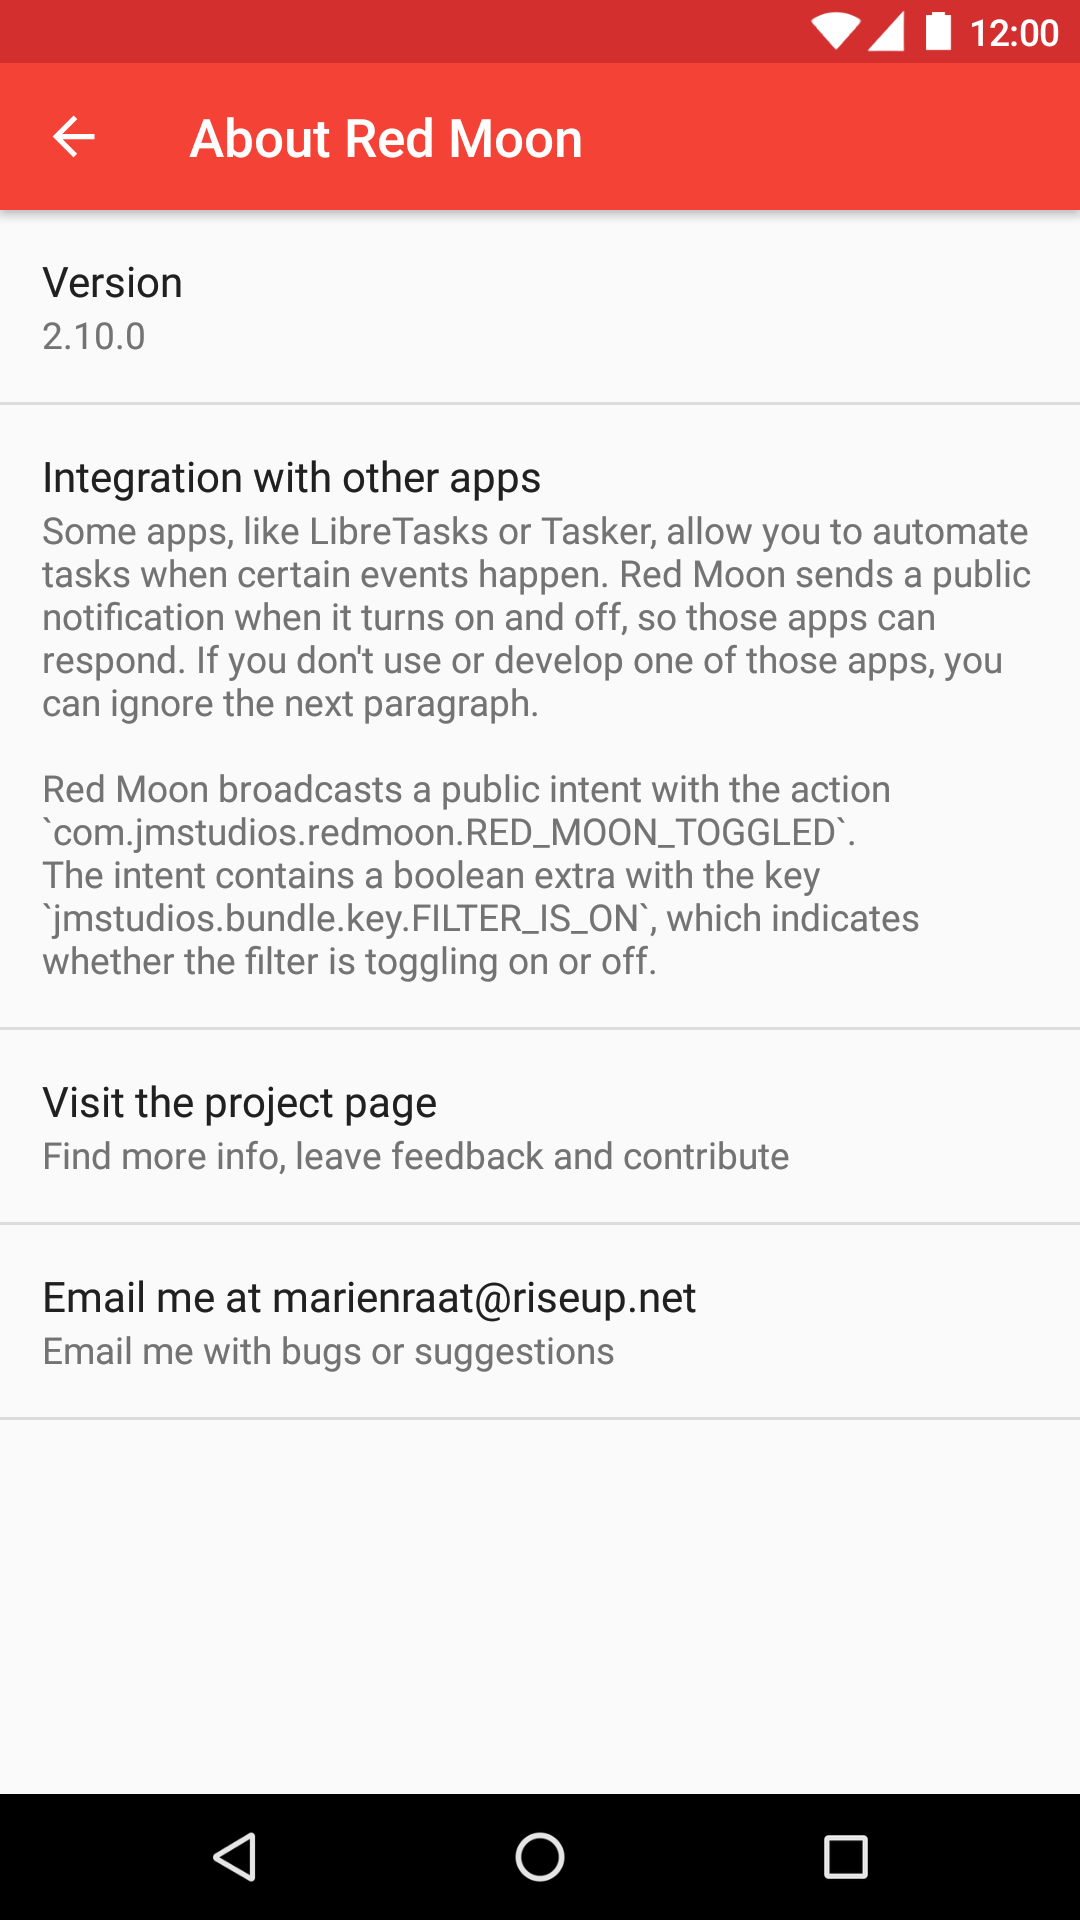 12:00
About Red Moon
Version
2.10.0
Integration with other apps
Some apps, like LibreTasks or Tasker, allow you to automate
tasks when certain events happen. Red Moon sends a public
notification when it turns on and off, so those apps can
respond. If you don't use or develop one of those apps, you
can ignore the next paragraph.
Red Moon broadcasts a public intent with the action
`com.jmstudios.redmoon.RED_MOON_TOGGLED`.
The intent contains a boolean extra with the key
`jmstudios.bundle.key.FILTER_IS_ON`, which indicates
whether the filter is toggling on or off.
Visit the project page
Find more info, leave feedback and contribute
Email me at marienraat@riseup.net
Email me with bugs or suggestions